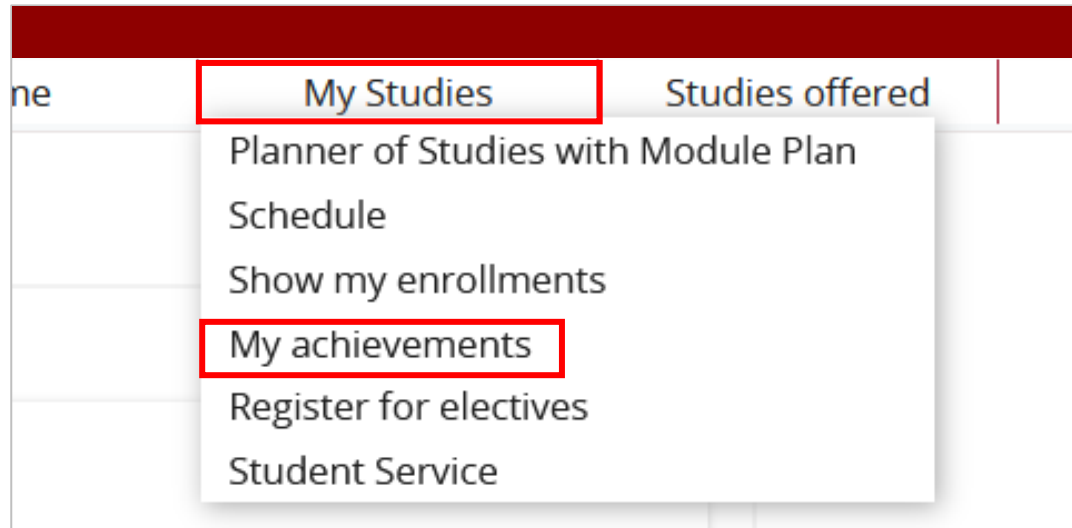 ne My Studies Studies offered
Planner of Studies with Module Plan
Schedule
Show my enrollments
My achievements
Register for electives
Student Service